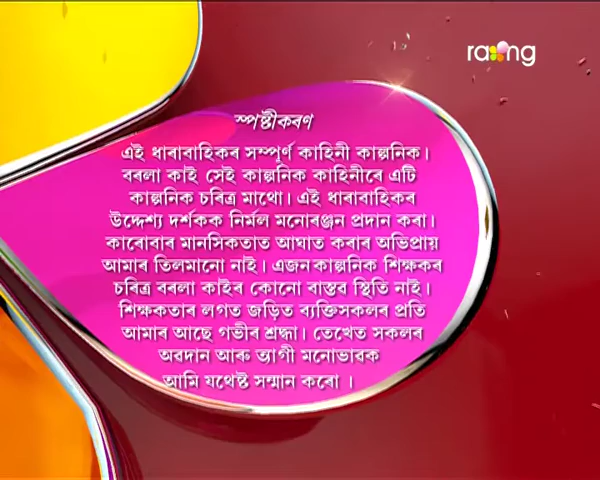 rang
স্পষ্টীকৰণ
এই ধাৰাবাহিকৰ সম্পূৰ্ণ কাহিনী কাল্পনিক।
বৰলা কাই সেই কাল্পনিক কাহিনীৰে এটি
কাল্পনিক চৰিত্ৰ মাথো। এই ধাৰাবাহিকৰ
উদ্দেশ্য দৰ্শকক নিৰ্মল মনোৰঞ্জন প্ৰদান কৰা।
কাৰোবাৰ মানসিকতাত আঘাত কৰাৰ অভিপ্ৰায়
আমাৰ তিলমানো নাই। এজন কাল্পনিক শিক্ষকৰ
চৰিত্ৰ বৰলা কাইৰ কোনো বাস্তৱ স্থিতি নাই।
শিক্ষকতাৰ লগত জড়িত ব্যক্তিসকলৰ প্ৰতি
আমাৰ আছে গভীৰ শ্ৰদ্ধা। তেখেত সকলৰ
অৱদান আৰু ত্যাগী মনোভাৱক
আমি যথেষ্ট সন্মান কৰো ।